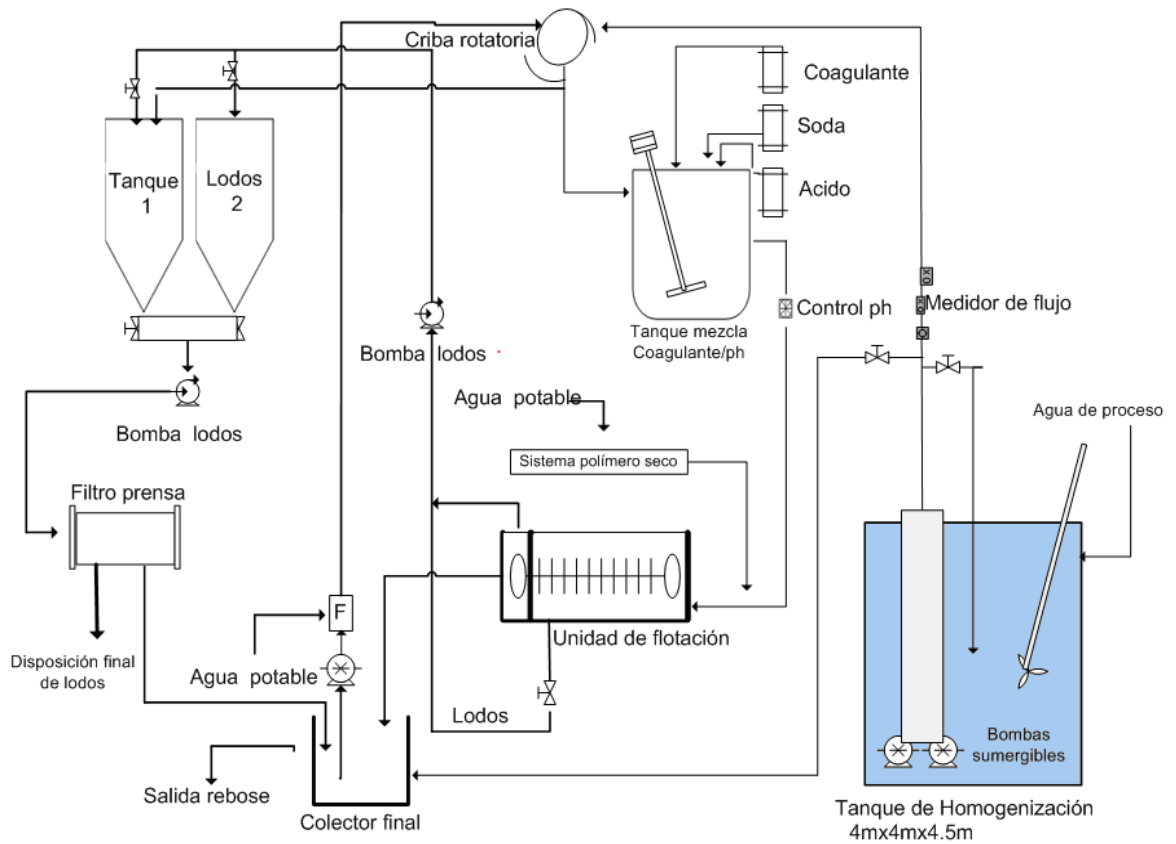 Criba rotatoria
Coagulante
Soda
Acido
Tanque
1
Lodos
2
Tanque mezcla
Coagulante/ph
Control ph
Medidor de flujo
Bomba lodos
Agua potable
Bomba lodos
Agua de proceso
Sistema polímero seco
Filtro prensa
F
Unidad de flotación
Disposición final
de lodos
Agua potable
Lodos
Bombas
sumergibles
Salida rebose
Colector final
Tanque de Homogenización
4mx4mx4.5m